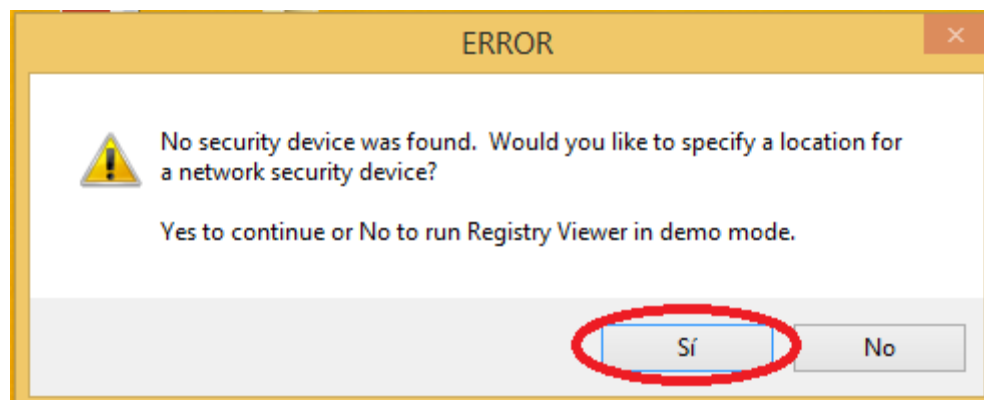 ERROR
No security device was found.  Would you like to specify a location for
a network security device?
Yes to continue or No to run Registry Viewer in demo mode.
Sí No